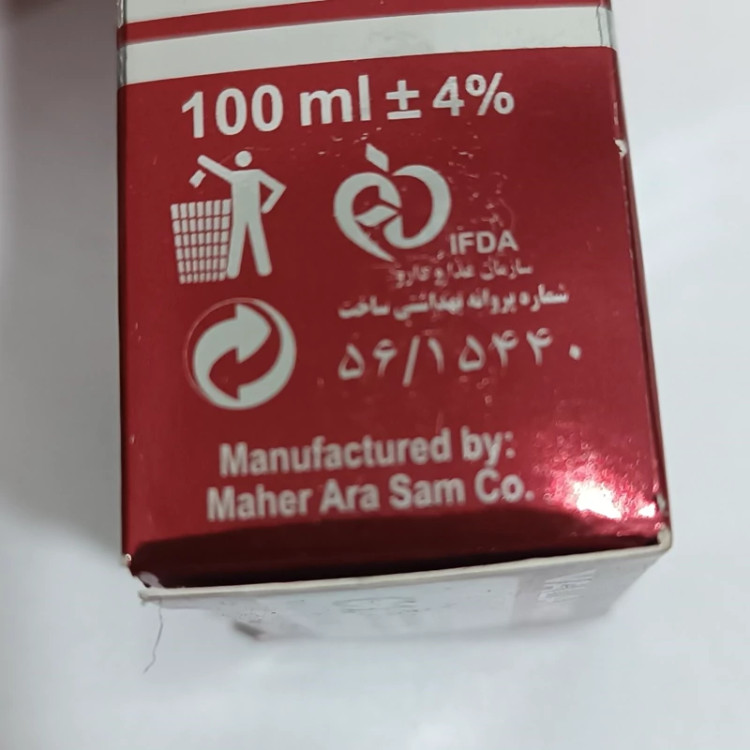 100 ml ± 4%
IFDA
سازمان غذا و دارو
شماره پروانه بهداشتی ساخت
۵۶/۱۵۴۴۰
Manufactured by:
Maher Ara Sam Co.